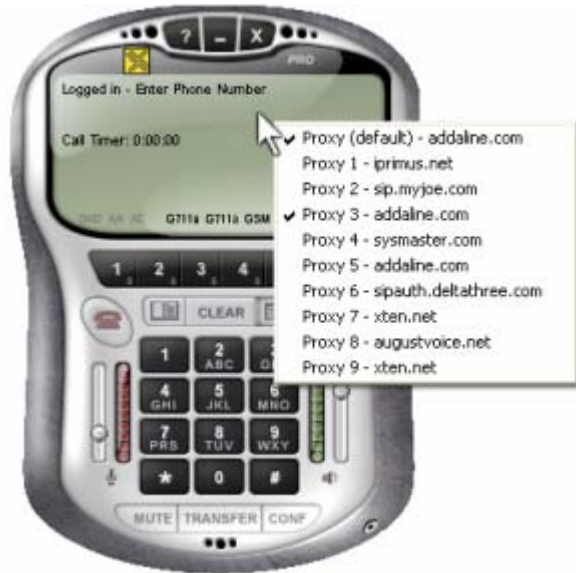 ? – X
PRO
Logged in - Enter Phone Number
Call Timer: 0:00:00
✓ Proxy (default) - addaline.com
Proxy 1 - iprimus.net
Proxy 2 - sip.myjoe.com
✓ Proxy 3 - addaline.com
Proxy 4 - sysmaster.com
Proxy 5 - addaline.com
Proxy 6 - sipauth.deltathree.com
Proxy 7 - xten.net
Proxy 8 - augustvoice.net
Proxy 9 - xten.net
DND AA AC G711u G711a GSM
1 2 3 4
CLEAR
1 2 ABC
4 GHI 5 JKL 6 MNO
7 PRS 8 TUV 9 WXY
* 0 #
MUTE TRANSFER CONF